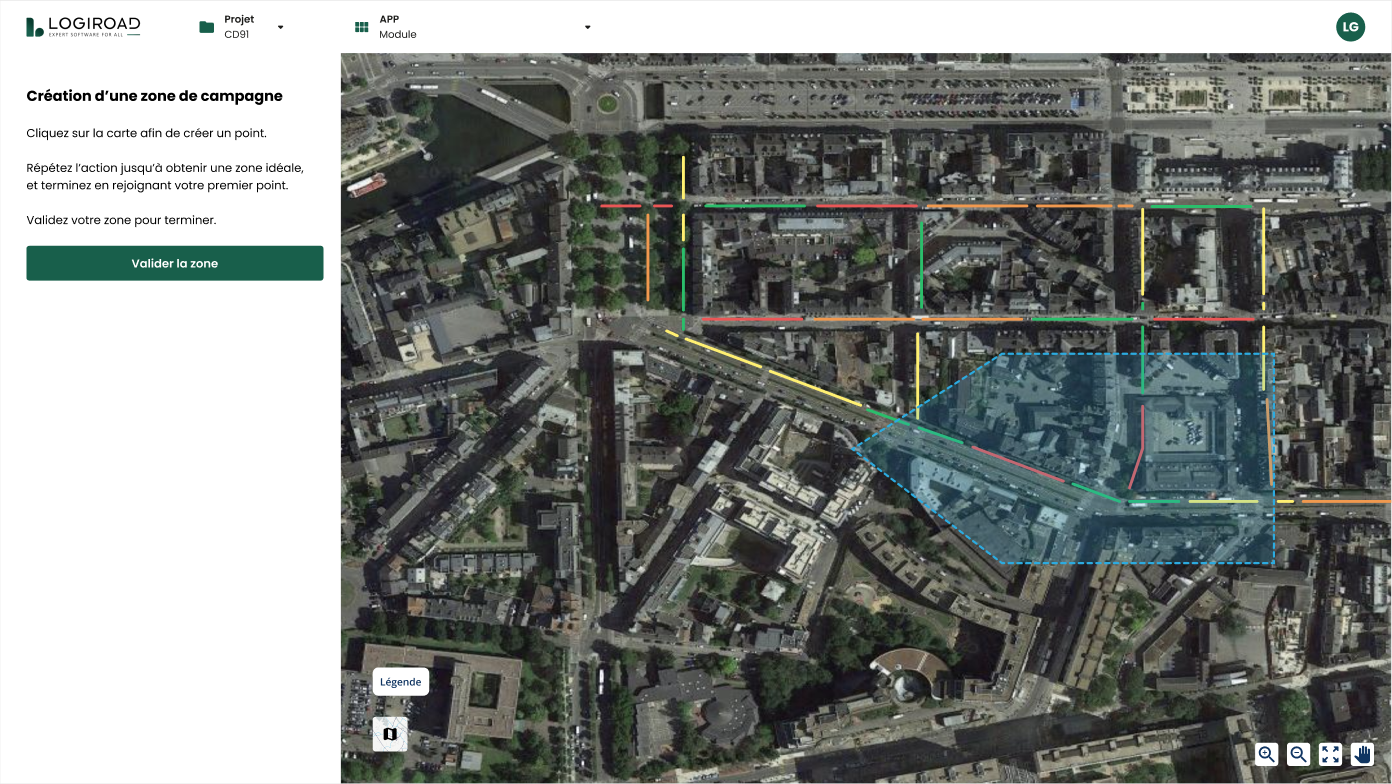 LOGIROAD
EXPERT SOFTWARE FOR ALL
Projet
CD91
APP
Module
LG
Création d’une zone de campagne
Cliquez sur la carte afin de créer un point.
Répétez l’action jusqu’à obtenir une zone idéale,
et terminez en rejoignant votre premier point.
Validez votre zone pour terminer.
Valider la zone
Légende